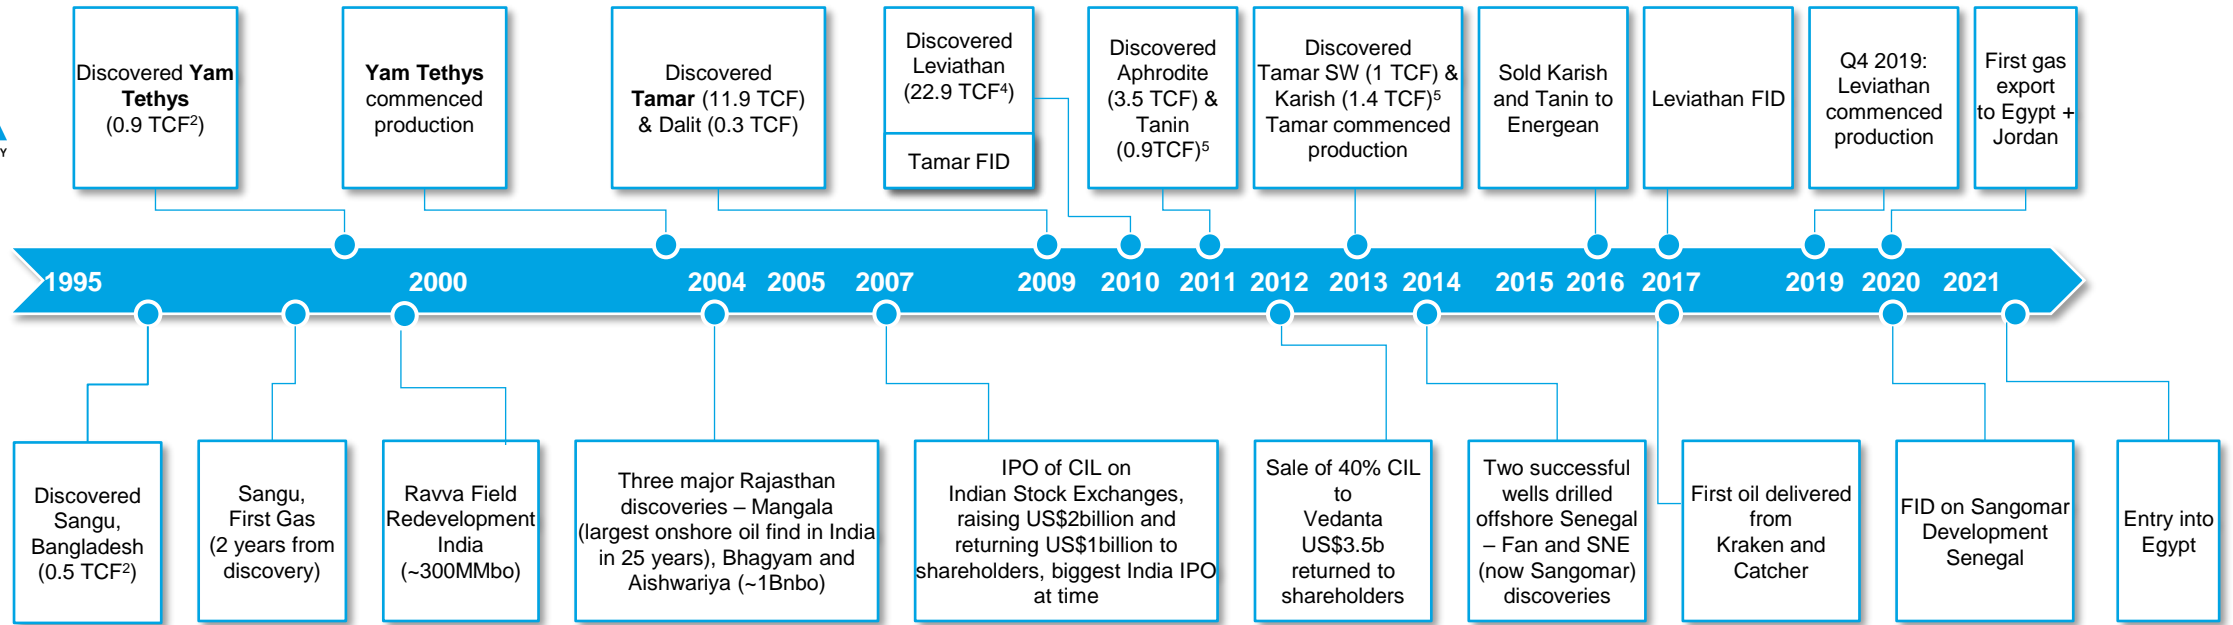 Discovered Yam
Tethys
(0.9 TCF²)
Yam Tethys
commenced
production
Discovered
Tamar (11.9 TCF)
& Dalit (0.3 TCF)
Discovered
Leviathan
(22.9 TCF⁴)
Tamar FID
Discovered
Aphrodite
(3.5 TCF) &
Tanin
(0.9TCF)⁵
Discovered
Tamar SW (1 TCF) &
Karish (1.4 TCF)⁵
Tamar commenced
production
Sold Karish
and Tanin to
Energean
Leviathan FID
Q4 2019:
Leviathan
commenced
production
First gas
export
to Egypt +
Jordan
Y
1995 2000 2004 2005 2007 2009 2010 2011 2012 2013 2014 2015 2016 2017 2019 2020 2021
Discovered
Sangu,
Bangladesh
(0.5 TCF²)
Sangu,
First Gas
(2 years from
discovery)
Ravva Field
Redevelopment
India
(~300MMbo)
Three major Rajasthan
discoveries – Mangala
(largest onshore oil find in India
in 25 years), Bhagyam and
Aishwariya (~1Bnbo)
IPO of CIL on
Indian Stock Exchanges,
raising US$2billion and
returning US$1billion to
shareholders, biggest India IPO
at time
Sale of 40% CIL
to
Vedanta
US$3.5b
returned to
shareholders
Two successful
wells drilled
offshore Senegal
– Fan and SNE
(now Sangomar)
discoveries
First oil delivered
from
Kraken and
Catcher
FID on Sangomar
Development
Senegal
Entry into
Egypt